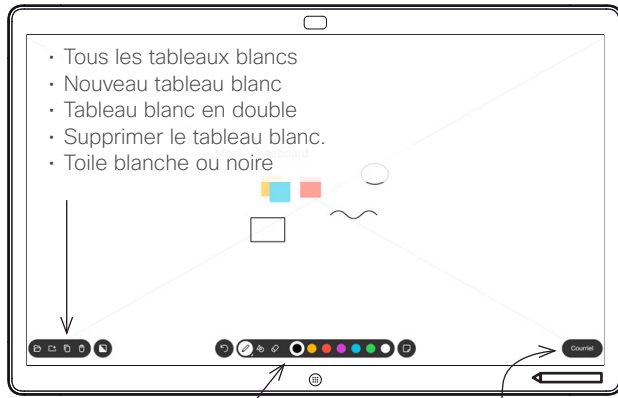 • Tous les tableaux blancs
• Nouveau tableau blanc
• Tableau blanc en double
• Supprimer le tableau blanc.
• Toile blanche ou noire
Courriel